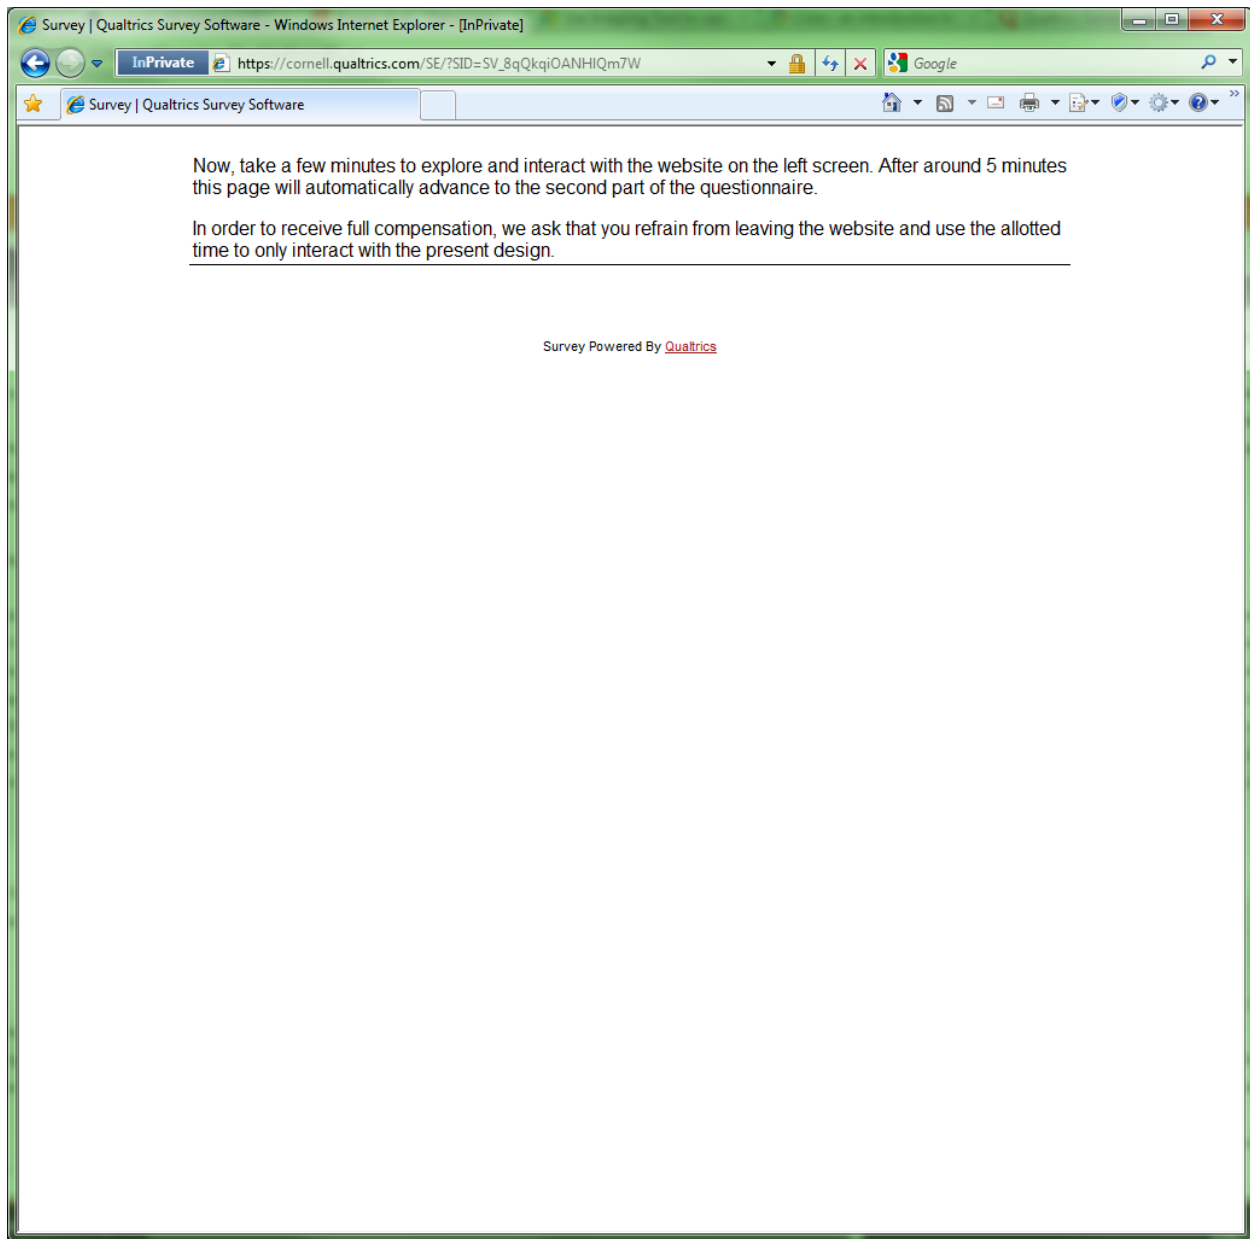 Survey | Qualtrics Survey Software - Windows Internet Explorer - [InPrivate]
InPrivate https://cornell.qualtrics.com/SE/?SID=SV_8qQkqiOANHIQm7W Google
Survey | Qualtrics Survey Software
Now, take a few minutes to explore and interact with the website on the left screen. After around 5 minutes
this page will automatically advance to the second part of the questionnaire.
In order to receive full compensation, we ask that you refrain from leaving the website and use the allotted
time to only interact with the present design.
Survey Powered By Qualtrics